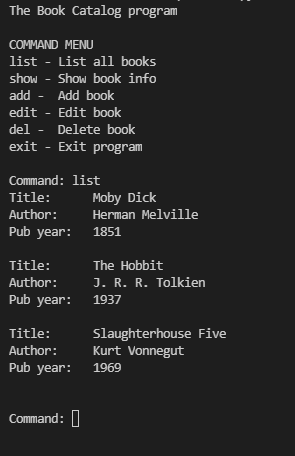 The Book Catalog program
COMMAND MENU
list - List all books
show - Show book info
add -  Add book
edit - Edit book
del -  Delete book
exit - Exit program
Command: list
Title:      Moby Dick
Author:     Herman Melville
Pub year:   1851
Title:      The Hobbit
Author:     J. R. R. Tolkien
Pub year:   1937
Title:      Slaughterhouse Five
Author:     Kurt Vonnegut
Pub year:   1969
Command: